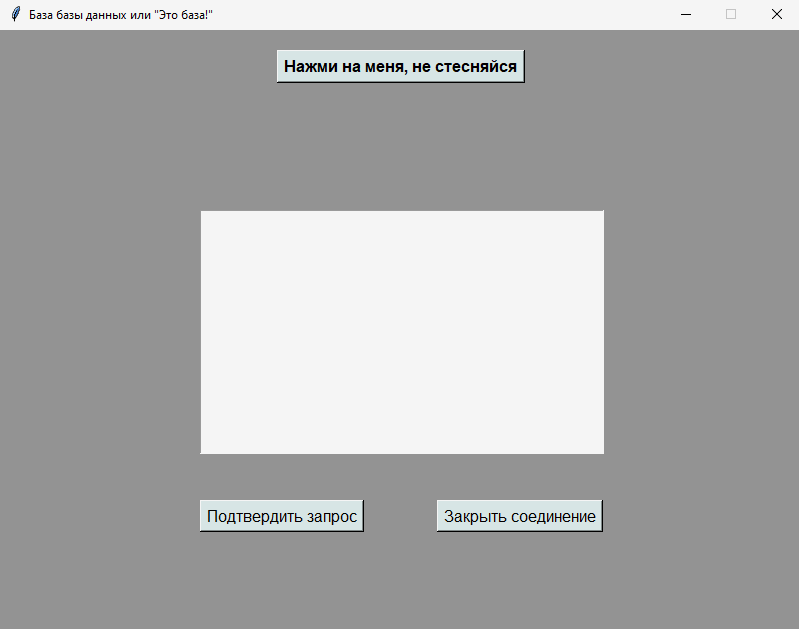 База базы данных или "Это база!"
Нажми на меня, не стесняйся
Подтвердить запрос
Закрыть соединение